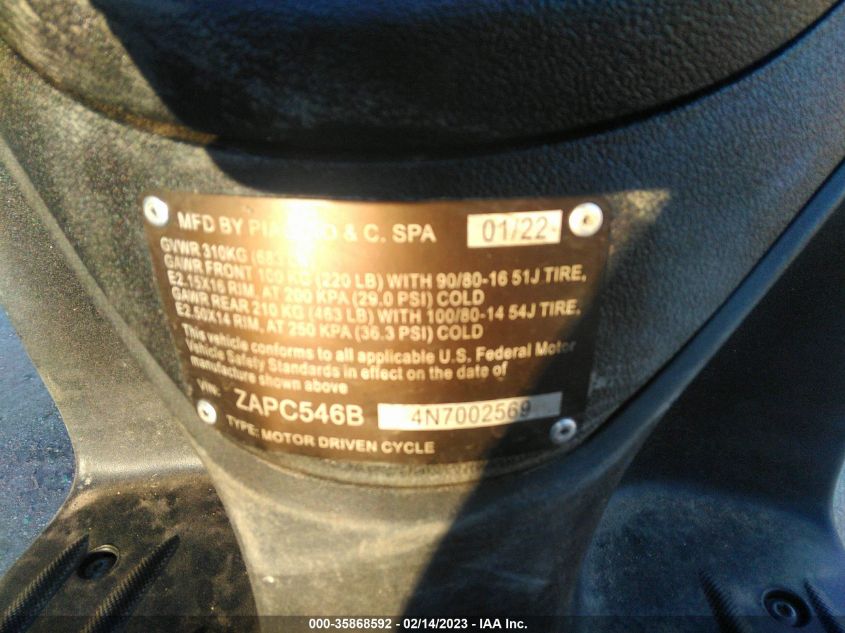 MFD BY & C. SPA 01/22
GVWR 310KG
GAWR FRONT 100 KG (220 LB) WITH 90/80-16 51J TIRE,
E2.15X16 RIM, AT 200 KPA (29.0 PSI) COLD
GAWR REAR 210 KG (463 LB) WITH 100/80-14 54J TIRE,
E2.50X14 RIM, AT 250 KPA (36.3 PSI) COLD
This vehicle conforms to all applicable U.S. Federal Motor
Vehicle Safety Standards in effect on the date of
manufacture shown above
VIN: ZAPC546B 4N7002569
TYPE: MOTOR DRIVEN CYCLE
000-35868592 - 02/14/2023 - IAA Inc.